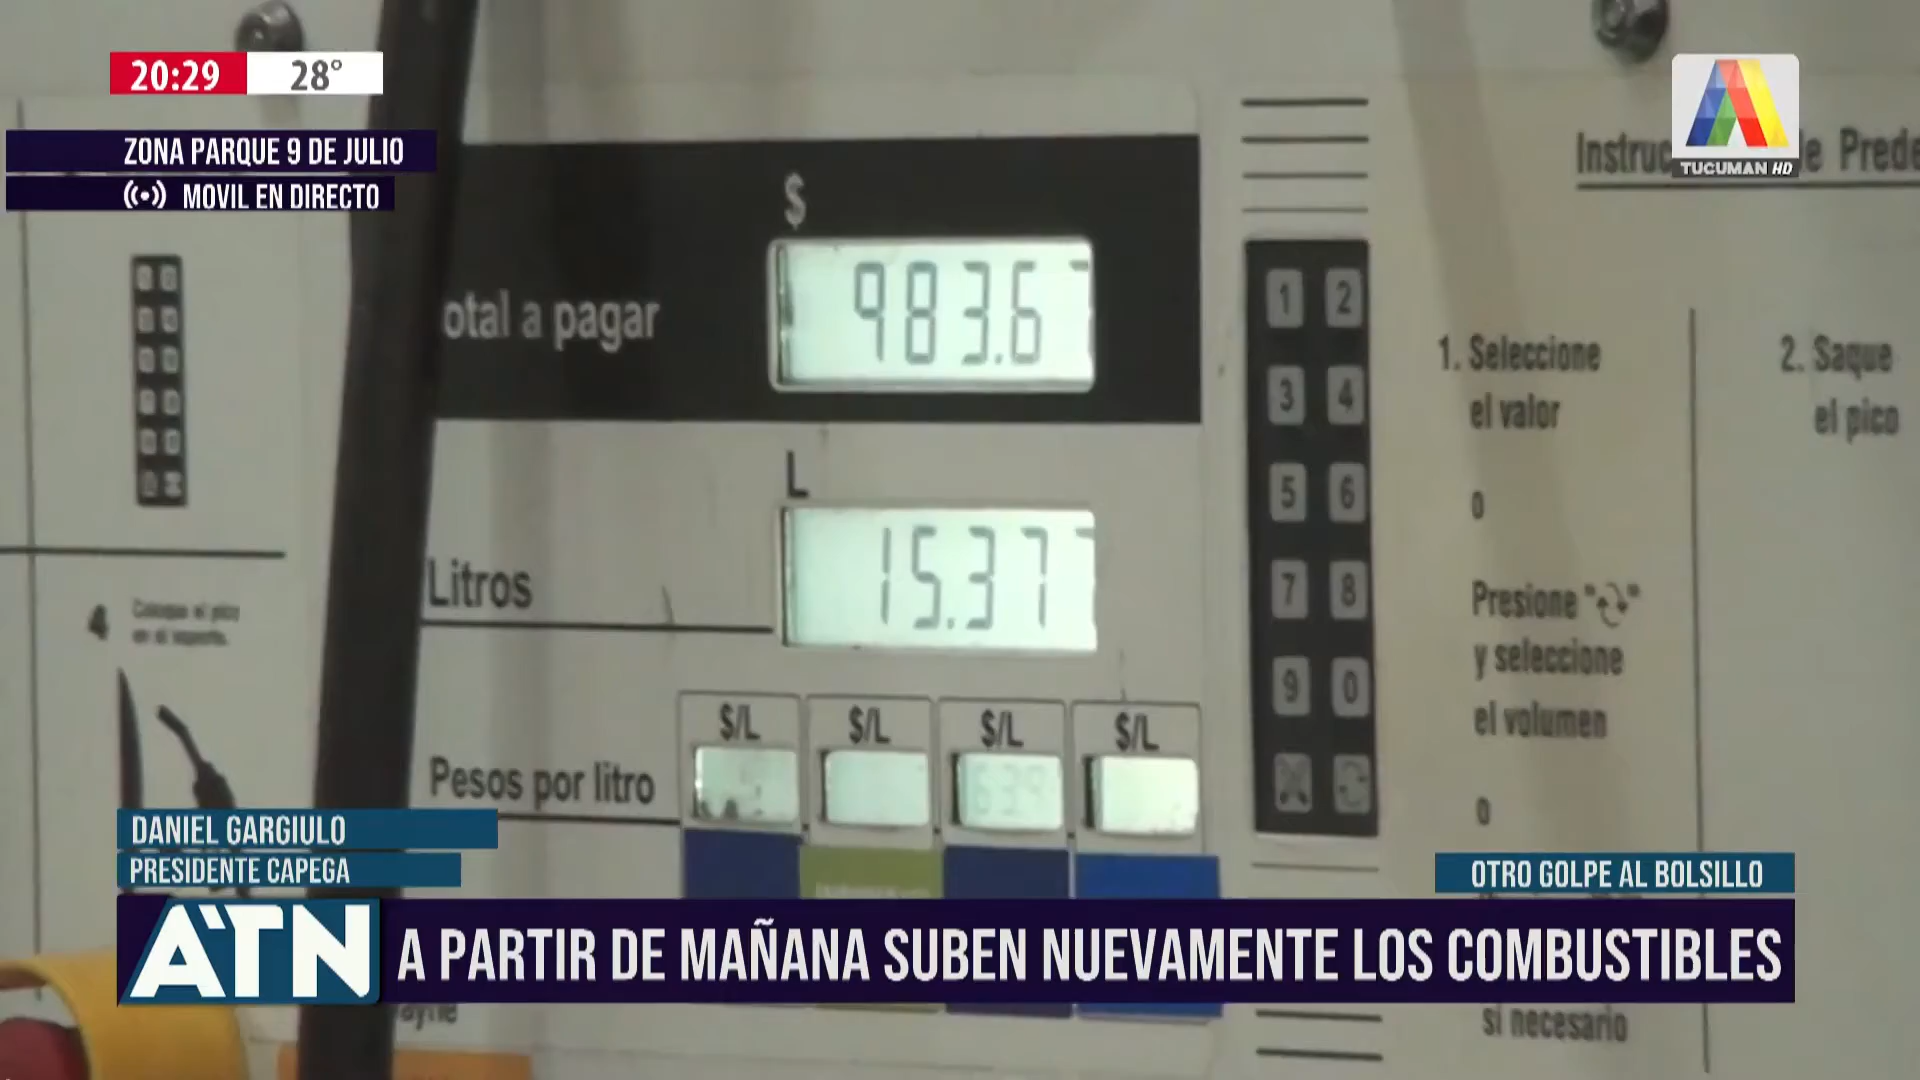 20:29 28°
ZONA PARQUE 9 DE JULIO
MOVIL EN DIRECTO
TUCUMAN HD
$
otal a pagar
983.6
L
Litros
15.37
$/L $/L $/L $/L
Pesos por litro
639
1 2
3 4
5 6
7 8
9 0
1. Seleccione
el valor
o
Presione
y seleccione
el volumen
o
si necesario
2. Saque
el pico
4
DANIEL GARGIULO
PRESIDENTE CAPEGA
OTRO GOLPE AL BOLSILLO
ATN
A PARTIR DE MAÑANA SUBEN NUEVAMENTE LOS COMBUSTIBLES